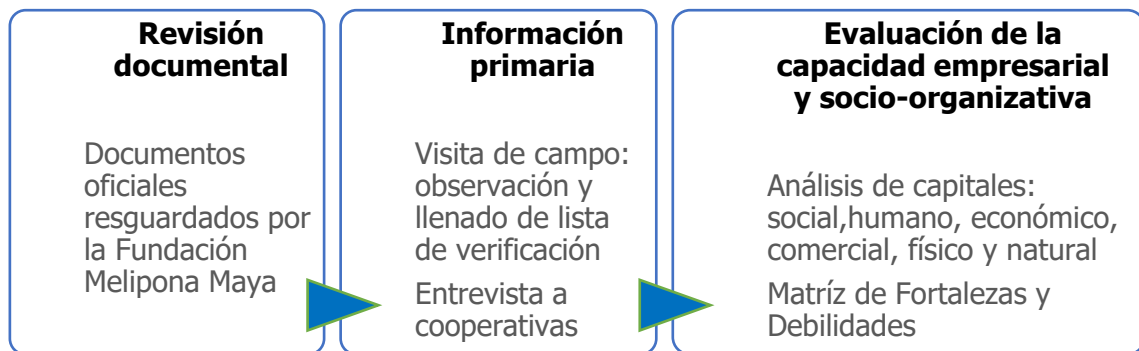 Revisión
documental
Documentos
oficiales
resguardados por
la Fundación
Melipona Maya
Información
primaria
Visita de campo:
observación y
llenado de lista
de verificación
Entrevista a
cooperativas
Evaluación de la
capacidad empresarial
y socio-organizativa
Análisis de capitales:
social,humano, económico,
comercial, físico y natural
Matríz de Fortalezas y
Debilidades